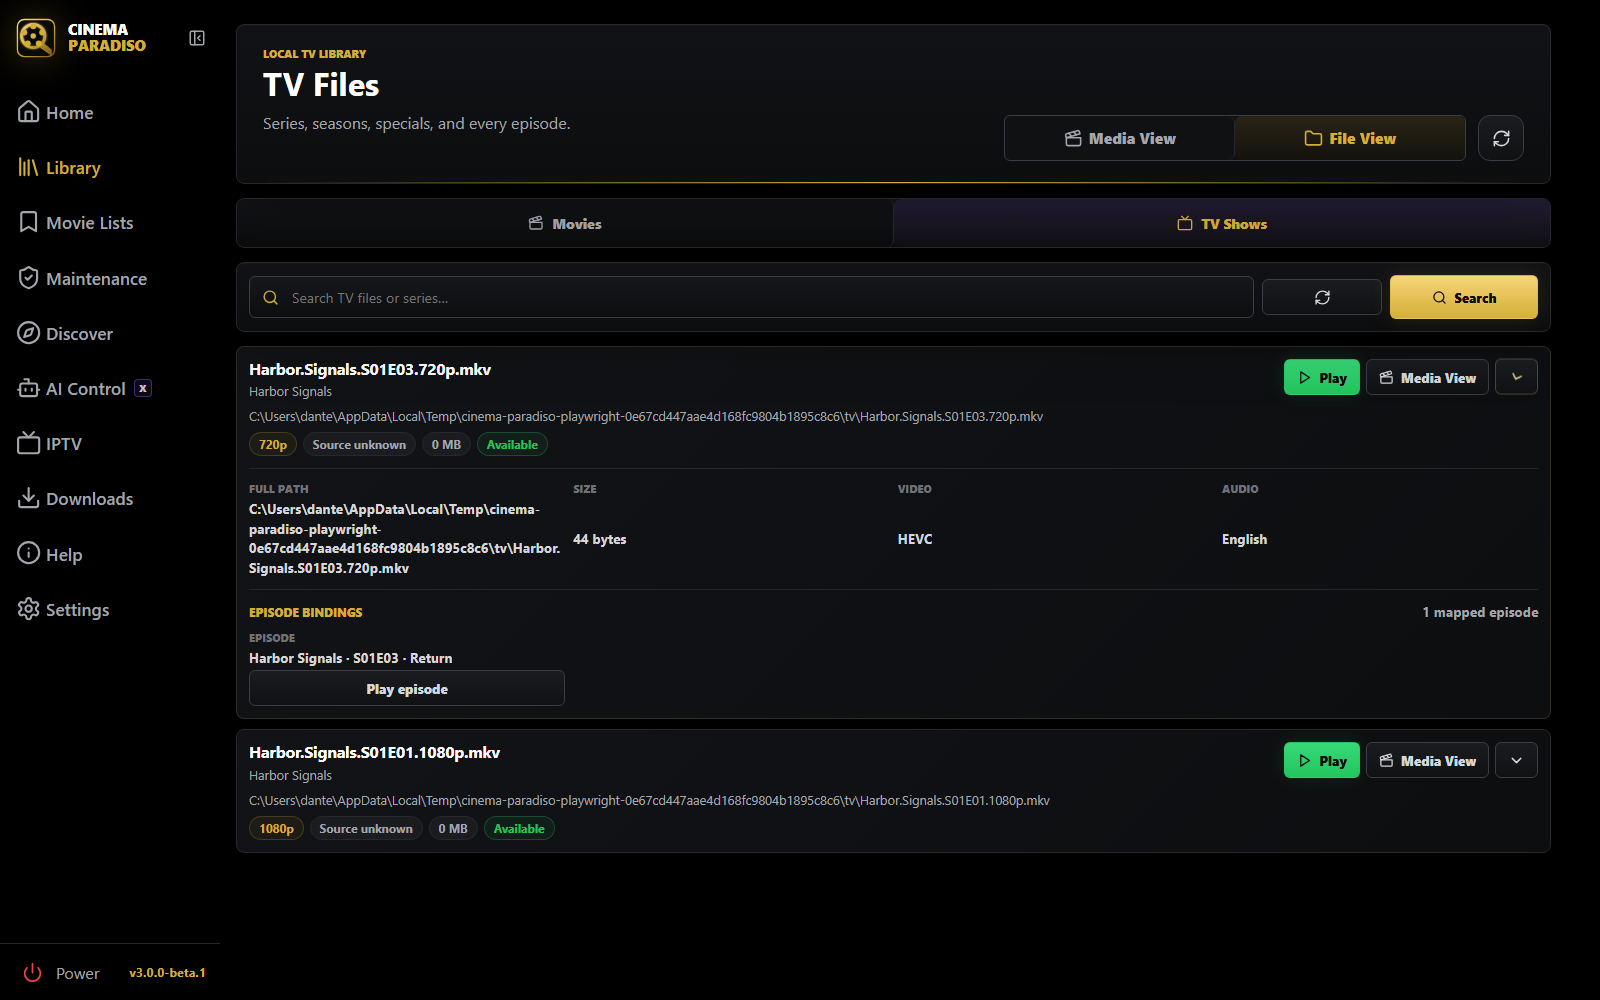 CINEMA
PARADISO
Home
Library
Movie Lists
Maintenance
Discover
AI Control x
IPTV
Downloads
Help
Settings
Power v3.0.0-beta.1
LOCAL TV LIBRARY
TV Files
Series, seasons, specials, and every episode.
Media View File View
Movies TV Shows
Search TV files or series... Search
Harbor.Signals.S01E03.720p.mkv
Play Media View
Harbor Signals
C:\Users\dante\AppData\Local\Temp\cinema-paradiso-playwright-0e67cd447aae4d168fc9804b1895c8c6\tv\Harbor.Signals.S01E03.720p.mkv
720p Source unknown 0 MB Available
FULL PATH SIZE VIDEO AUDIO
C:\Users\dante\AppData\Local\Temp\cinema-
paradiso-playwright-
0e67cd447aae4d168fc9804b1895c8c6\tv\Harbor.
Signals.S01E03.720p.mkv
44 bytes HEVC English
EPISODE BINDINGS 1 mapped episode
EPISODE
Harbor Signals · S01E03 · Return
Play episode
Harbor.Signals.S01E01.1080p.mkv
Play Media View
Harbor Signals
C:\Users\dante\AppData\Local\Temp\cinema-paradiso-playwright-0e67cd447aae4d168fc9804b1895c8c6\tv\Harbor.Signals.S01E01.1080p.mkv
1080p Source unknown 0 MB Available